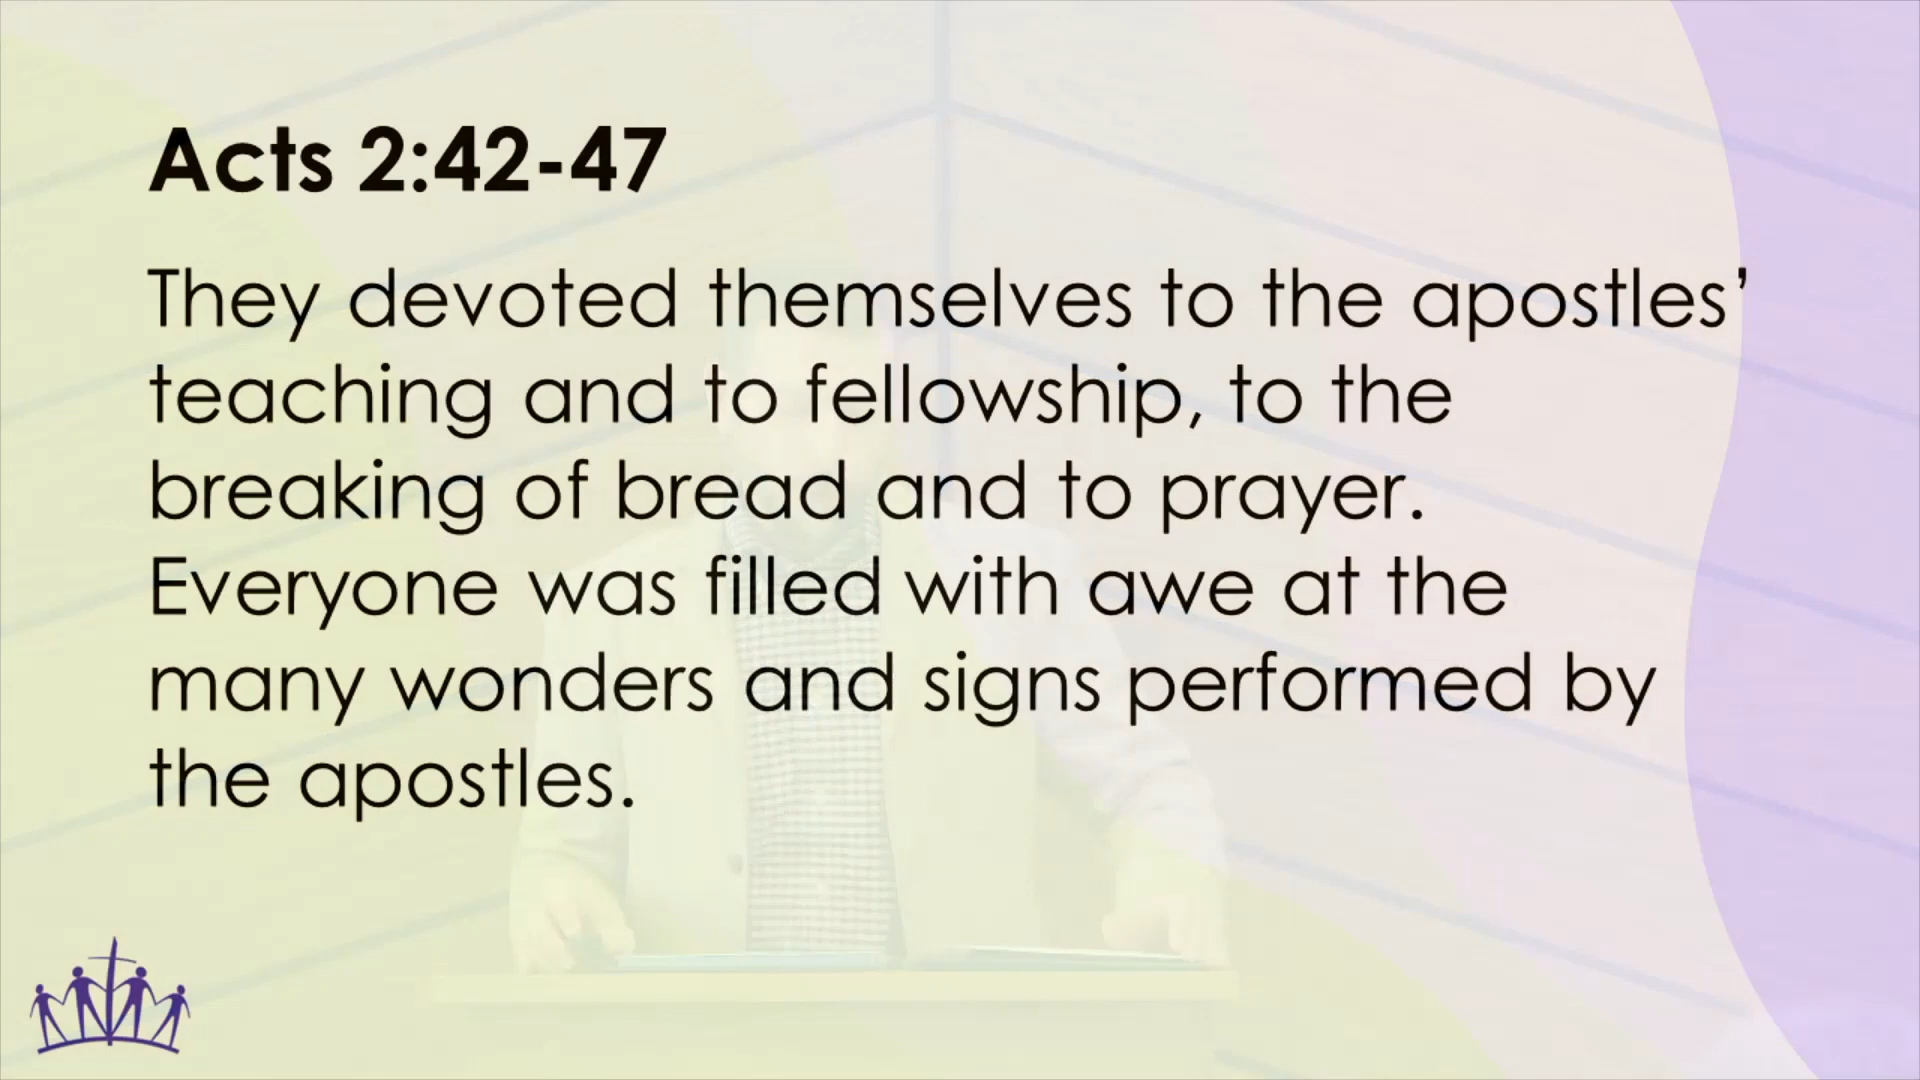 Acts 2:42-47
They devoted themselves to the apostles’
teaching and to fellowship, to the
breaking of bread and to prayer.
Everyone was filled with awe at the
many wonders and signs performed by
the apostles.